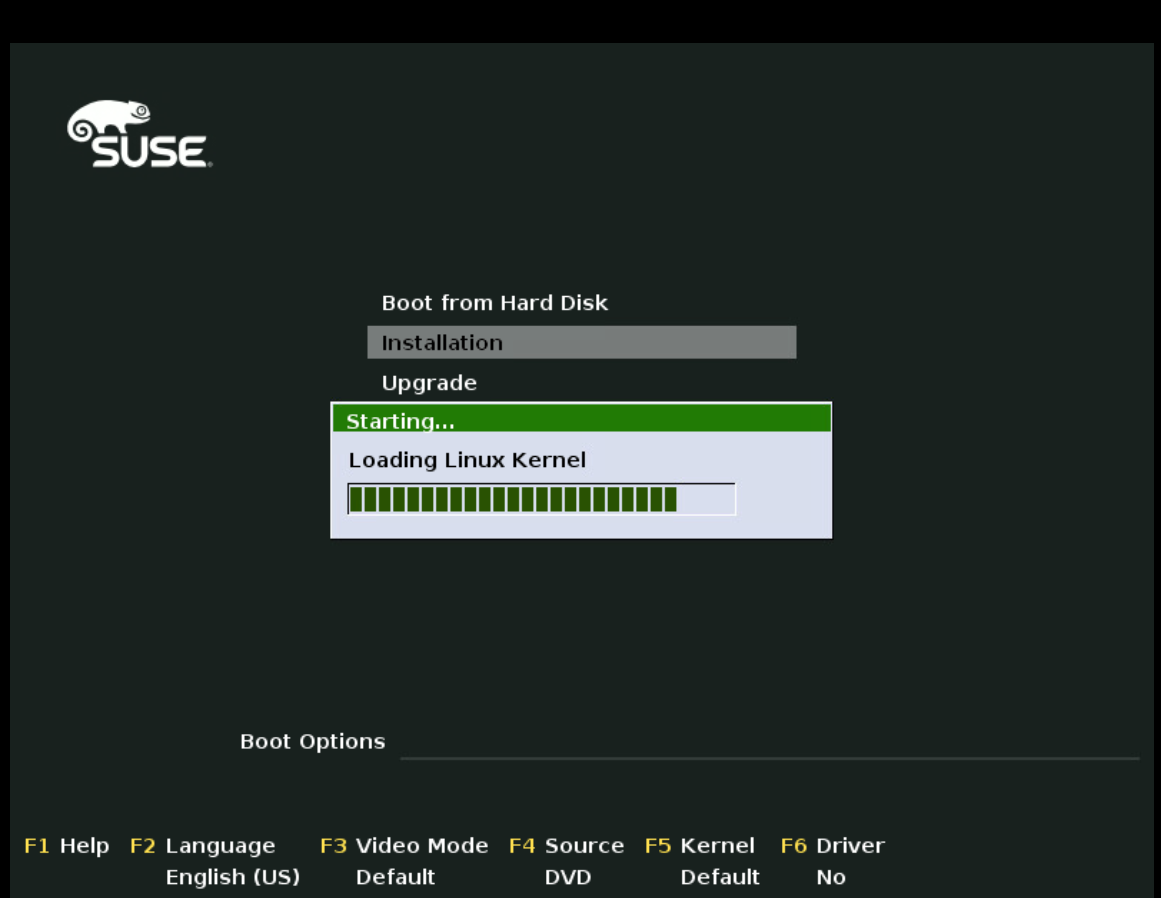 SUSE
Boot from Hard Disk
Installation
Upgrade
Starting...
Loading Linux Kernel
Boot Options
F1 Help F2 Language F3 Video Mode F4 Source F5 Kernel F6 Driver
English (US) Default DVD Default No